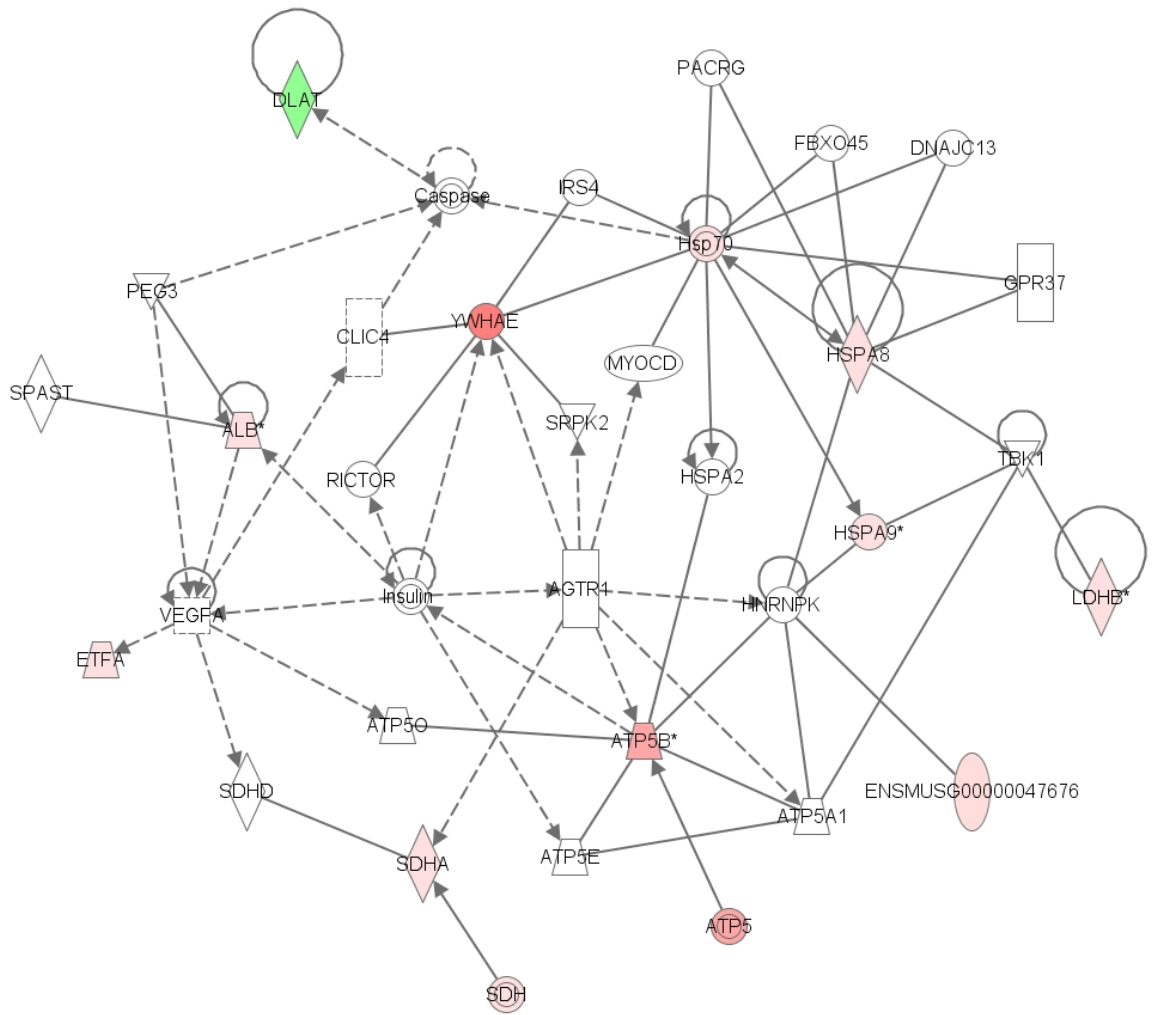 PACRG
DLAT
FBXO45
DNAJC13
Caspase
IRS4
Hsp70
GPR37
PEG3
YWHAE
CLIC4
HSPA8
MYOCD
SPAST
ALB*
SRPK2
TBK1
RICTOR
HSPA2
HSPA9*
Insulin
AGTR1
HNRNPK
LDHB*
VEGFA
ETFA
ATP5O
ATP5B*
SDHD
ENSMUSG00000047676
ATP5A1
ATP5E
SDHA
ATP5
SDH